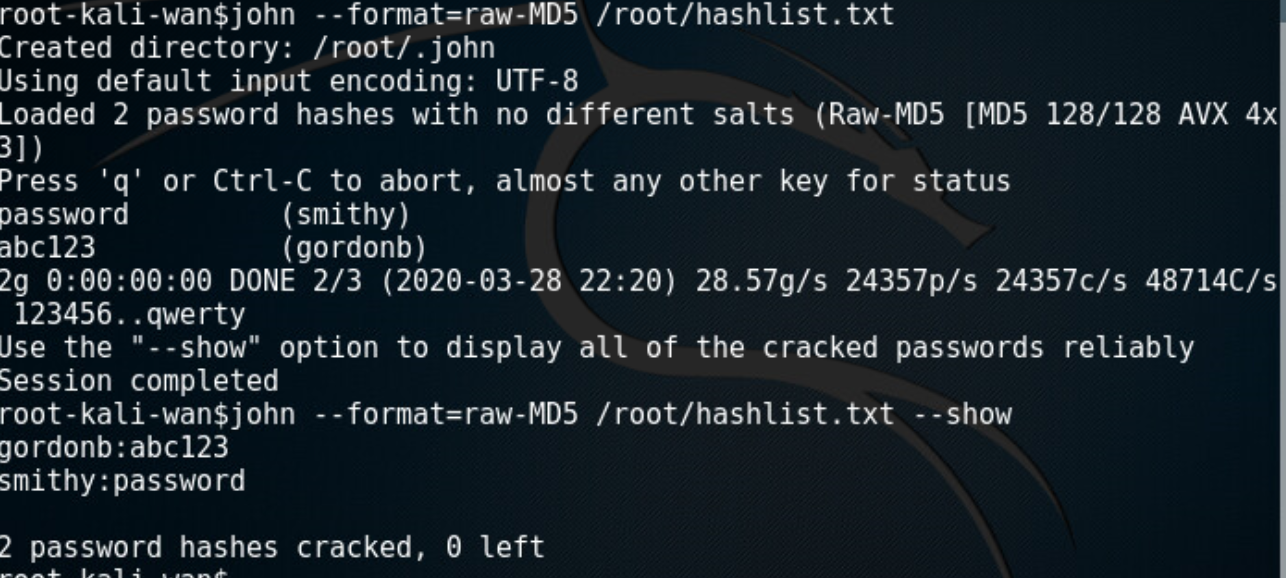 root-kali-wan$john --format=raw-MD5 /root/hashlist.txt
Created directory: /root/.john
Using default input encoding: UTF-8
Loaded 2 password hashes with no different salts (Raw-MD5 [MD5 128/128 AVX 4x
3])
Press 'q' or Ctrl-C to abort, almost any other key for status
password         (smithy)
abc123           (gordonb)
2g 0:00:00:00 DONE 2/3 (2020-03-28 22:20) 28.57g/s 24357p/s 24357c/s 48714C/s
 123456..qwerty
Use the "--show" option to display all of the cracked passwords reliably
Session completed
root-kali-wan$john --format=raw-MD5 /root/hashlist.txt --show
gordonb:abc123
smithy:password
2 password hashes cracked, 0 left
root-kali-wan$